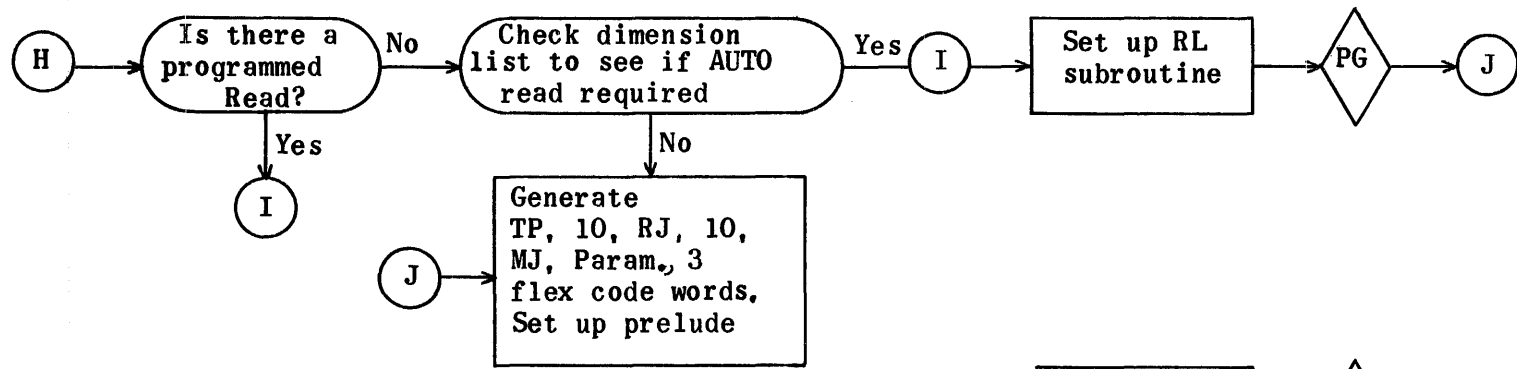 H
Is there a
programmed
Read?
No
Yes
I
Check dimension
list to see if AUTO
read required
Yes
No
I
Set up RL
subroutine
PG
J
J
Generate
TP, 10, RJ, 10,
MJ, Param., 3
flex code words,
Set up prelude